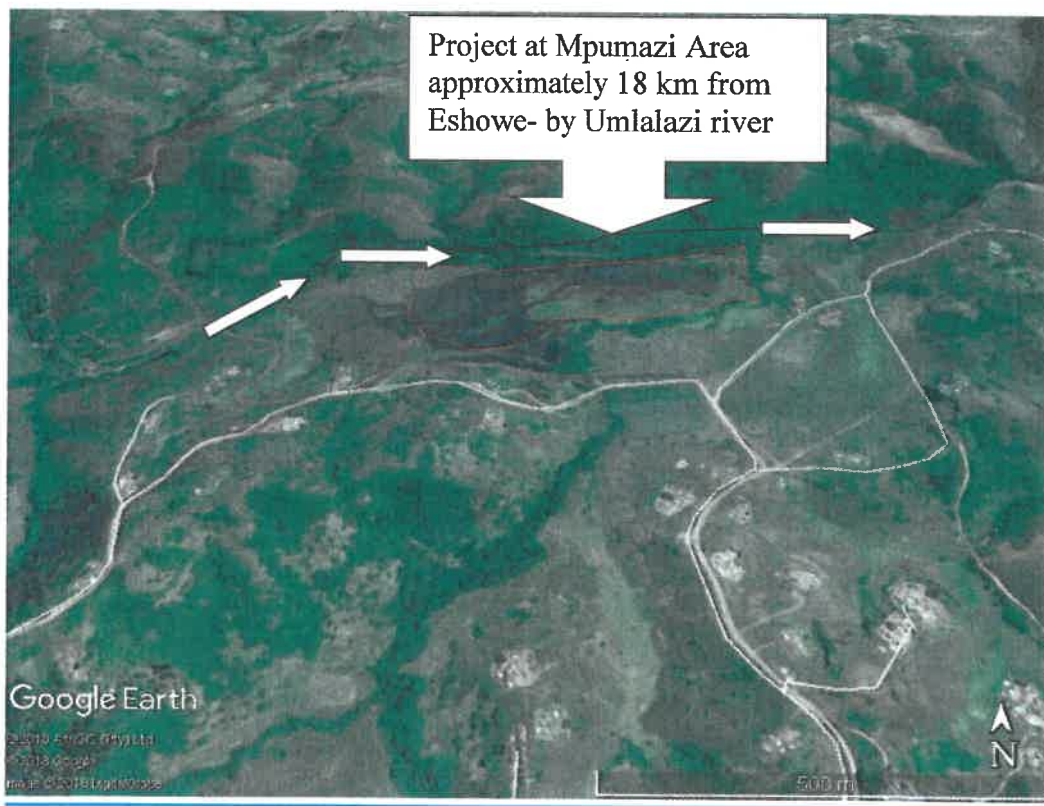 Project at Mpumazi Area
approximately 18 km from
Eshowe- by Umlalazi river
Google Earth
N
500 m